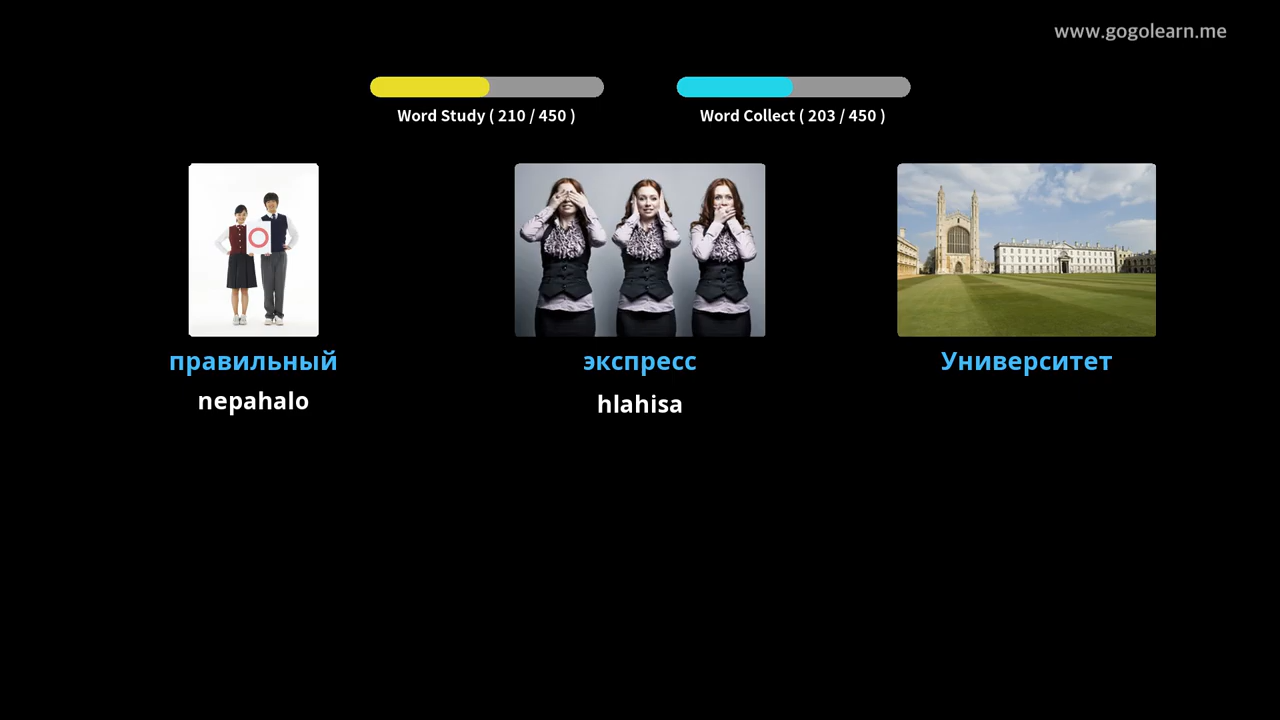 www.gogolearn.me
Word Study ( 210 / 450 )
Word Collect ( 203 / 450 )
правильный
экспресс
Университет
nepahalo
hlahisa